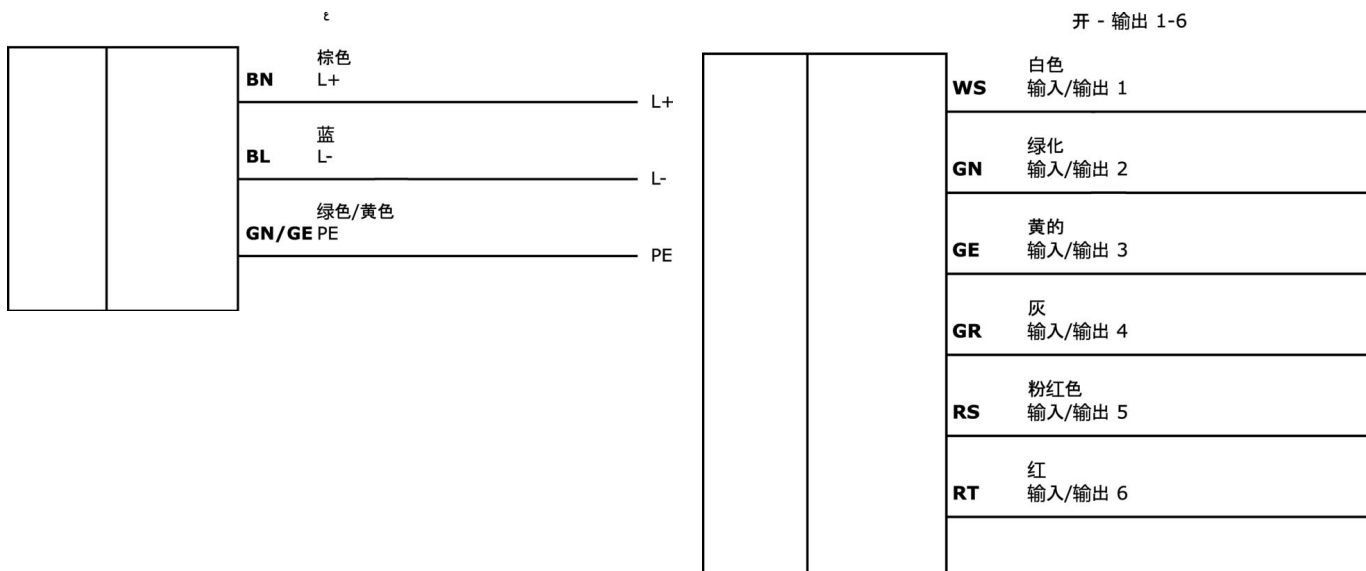 ع
棕色
BN L+
L+
蓝
BL L-
L-
绿色/黄色
GN/GE PE
PE
开 - 输出 1-6
白色
WS 输入/输出 1
绿化
GN 输入/输出 2
黄的
GE 输入/输出 3
灰
GR 输入/输出 4
粉红色
RS 输入/输出 5
红
RT 输入/输出 6